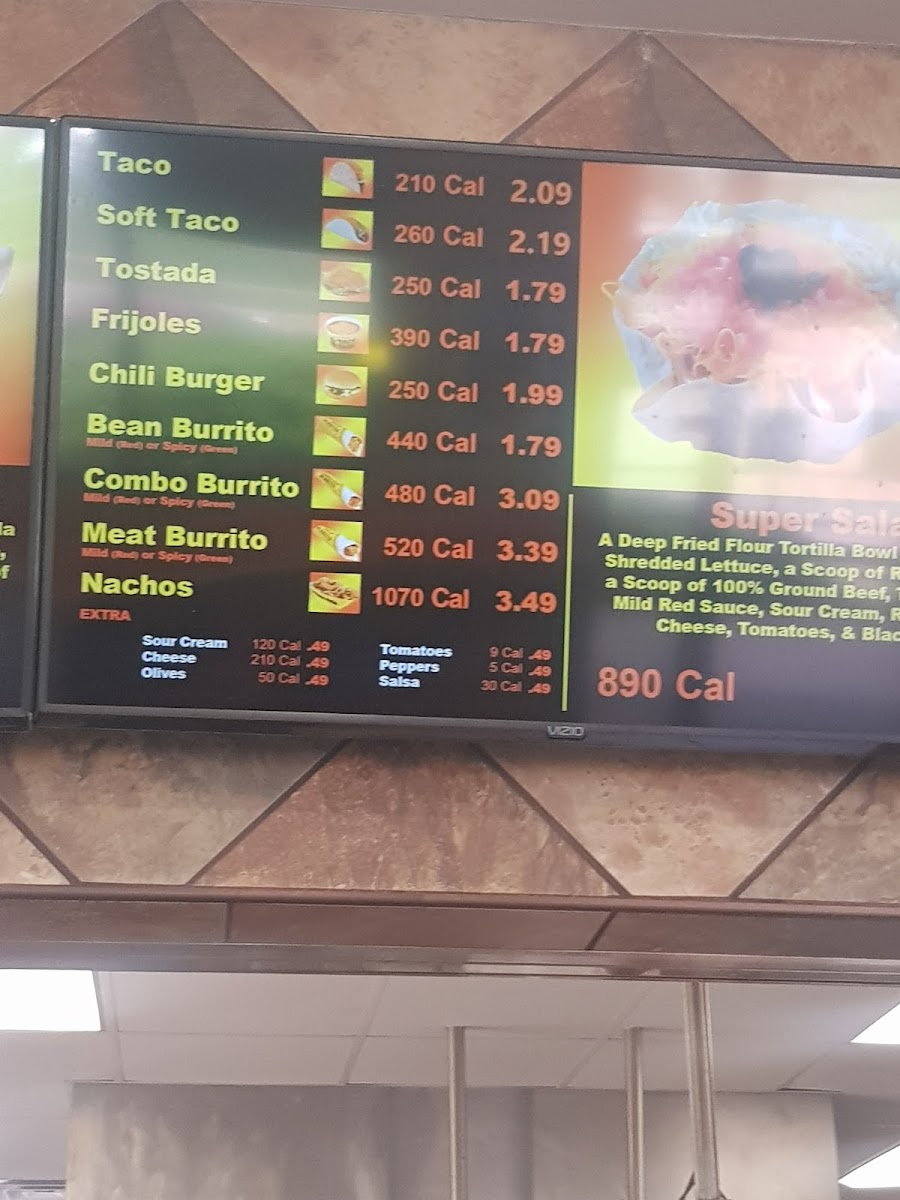 Taco 210 Cal 2.09
Soft Taco 260 Cal 2.19
Tostada 250 Cal 1.79
Frijoles 390 Cal 1.79
Chili Burger 250 Cal 1.99
Bean Burrito 440 Cal 1.79
Mild (Red) or Spicy (Green)
Combo Burrito 480 Cal 3.09
Mild (Red) or Spicy (Green)
Meat Burrito 520 Cal 3.39
Mild (Red) or Spicy (Green)
Nachos 1070 Cal 3.49
EXTRA
Sour Cream 120 Cal .49
Cheese 210 Cal .49
Olives 50 Cal .49
Tomatoes 9 Cal .49
Peppers 5 Cal .49
Salsa 30 Cal .49
Super
A Deep Fried Flour Tortilla Bowl
Shredded Lettuce, a Scoop of
a Scoop of 100% Ground Beef,
Mild Red Sauce, Sour Cream,
Cheese, Tomatoes, &
890 Cal
VIZIO